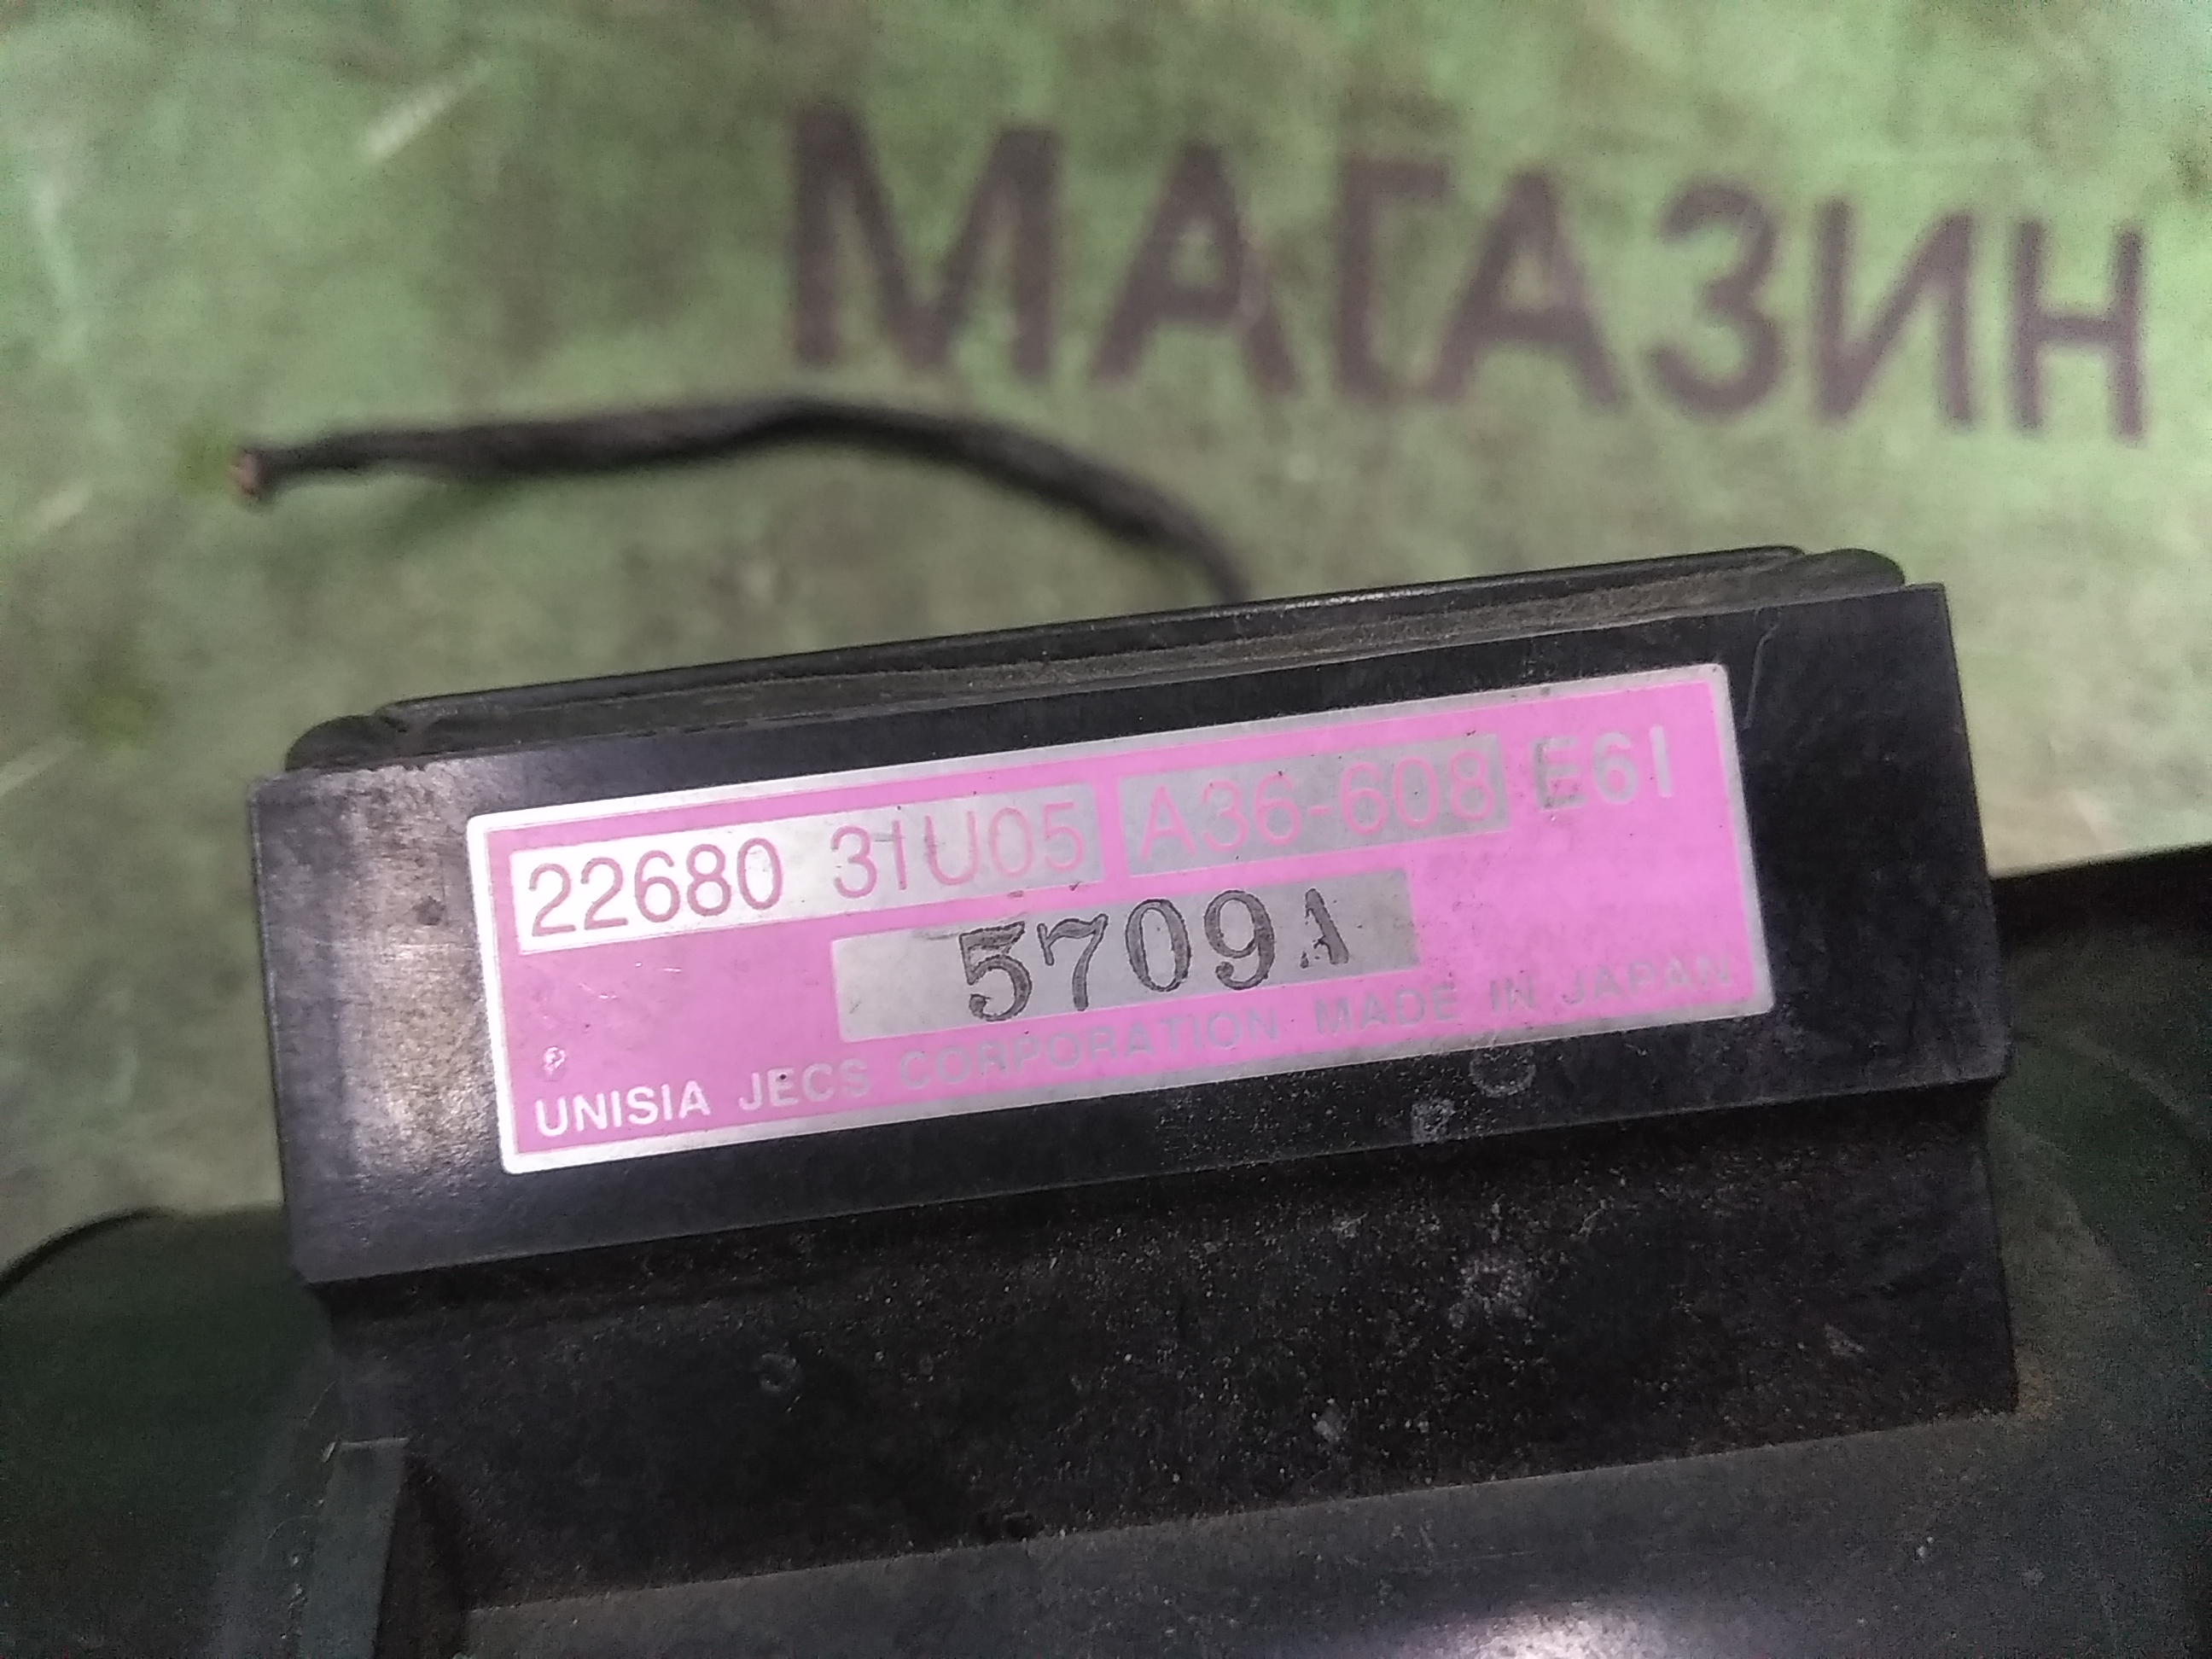 МАГАЗИН
22680 31U05 A36-608 E61
5709A
UNISIA JECS CORPORATION MADE IN JAPAN